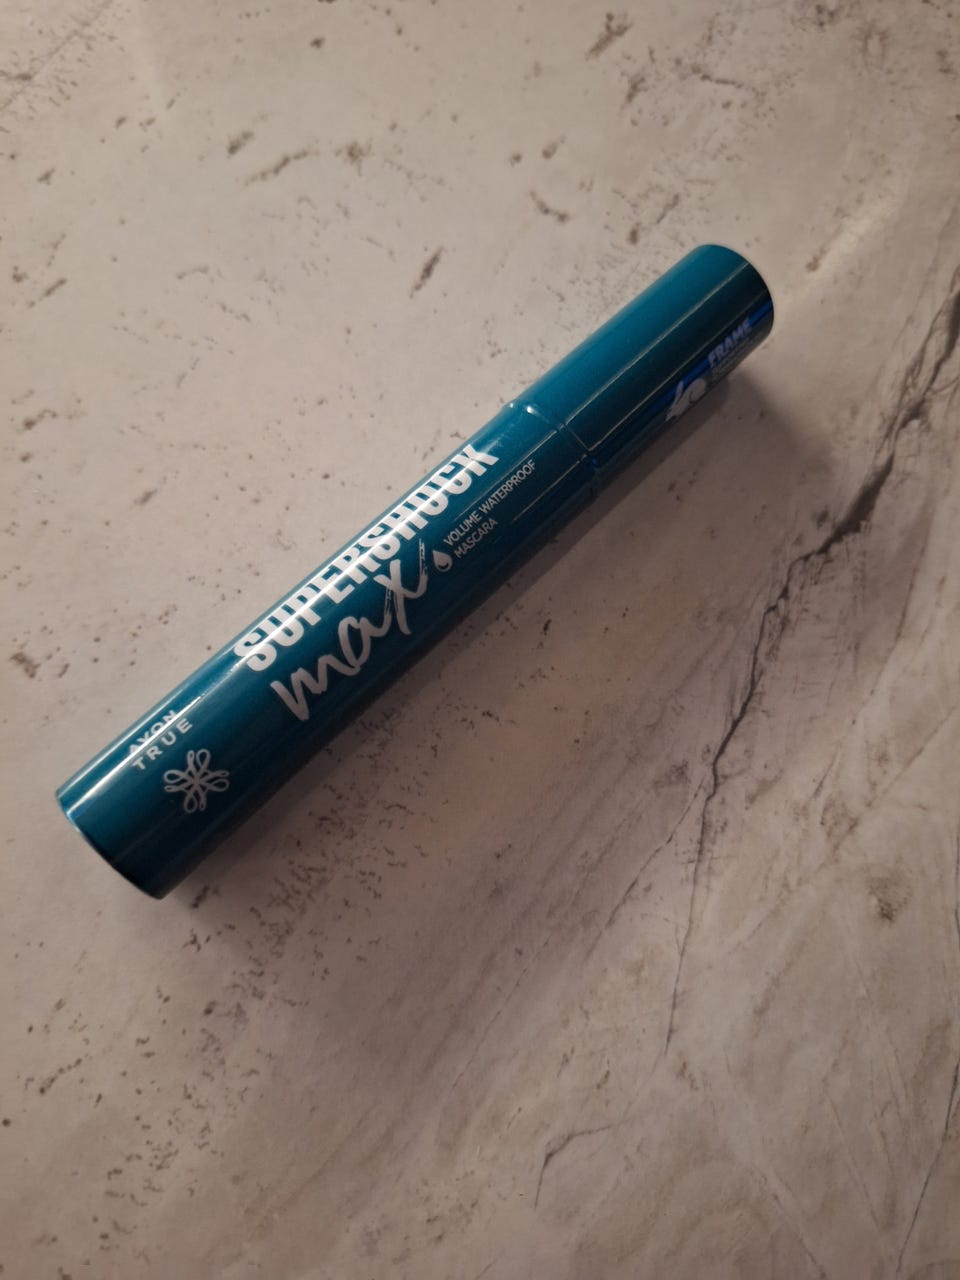 AVON
TRUE
SUPERSHOCK
max
VOLUME WATERPROOF
MASCARA
FRAME